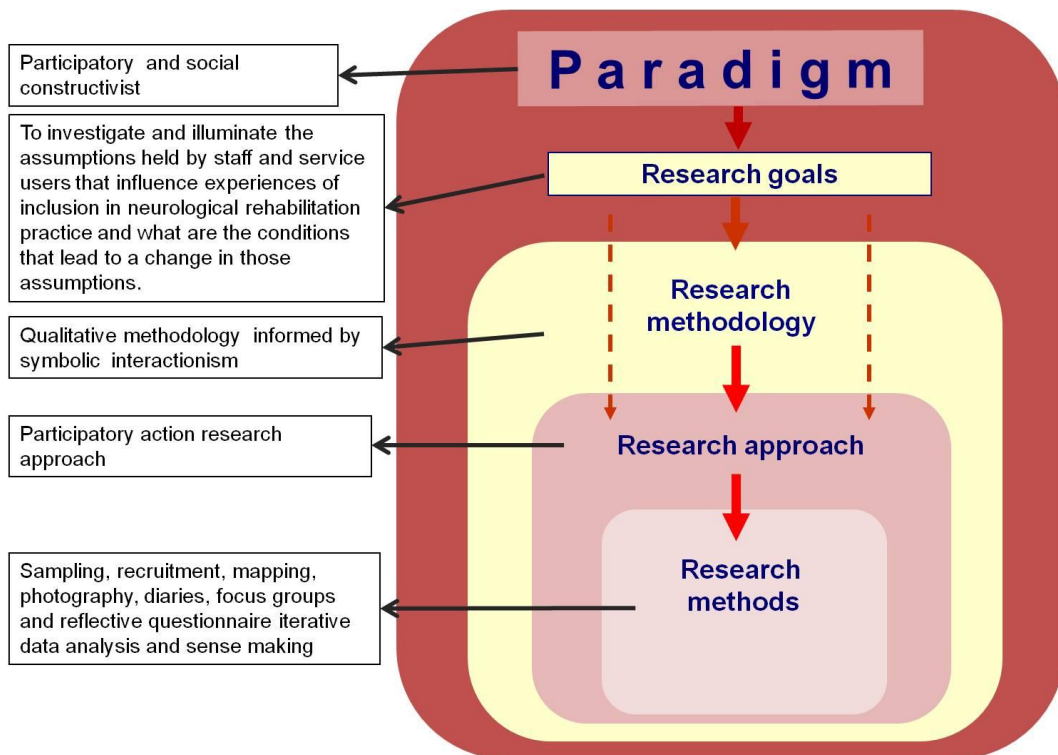 Participatory and social
constructivist
To investigate and illuminate the
assumptions held by staff and service
users that influence experiences of
inclusion in neurological rehabilitation
practice and what are the conditions
that lead to a change in those
assumptions.
Qualitative methodology informed by
symbolic interactionism
Participatory action research
approach
Sampling, recruitment, mapping,
photography, diaries, focus groups
and reflective questionnaire iterative
data analysis and sense making
Paradigm
Research goals
Research
methodology
Research approach
Research
methods